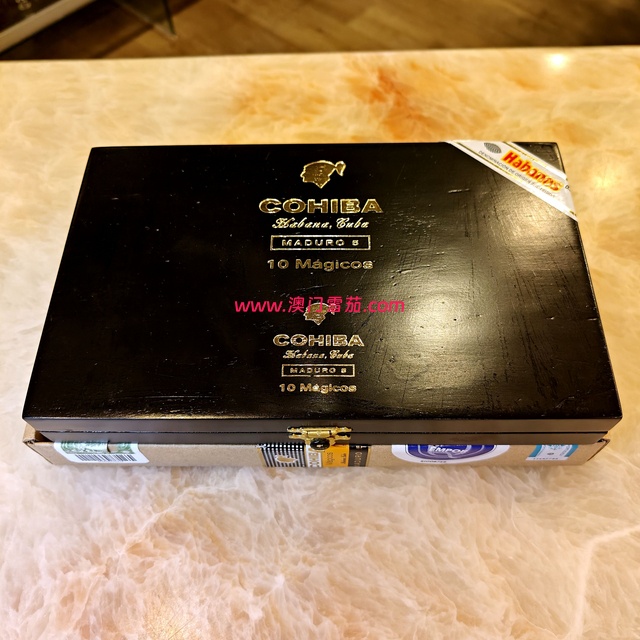 Habanos
COHIBA
Habana, Cuba
MADURO 5
10 Mágicos
www.澳门雪茄.com
COHIBA
Habana, Cuba
MADURO 5
10 Mágicos